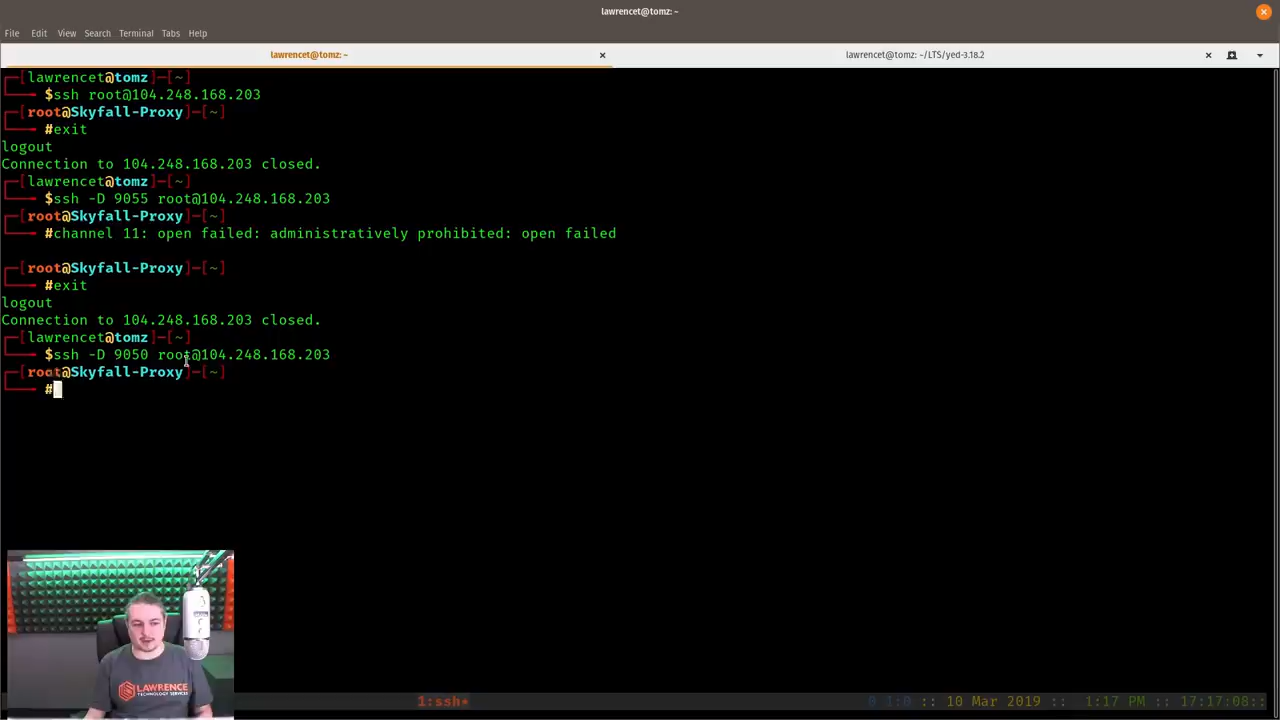 lawrencet@tomz: ~
File Edit View Search Terminal Tabs Help
lawrencet@tomz: ~
lawrencet@tomz: ~/LTS/yed-3.18.2
[lawrencet@tomz]─[~]
$ssh root@104.248.168.203
[root@Skyfall-Proxy]─[~]
#exit
logout
Connection to 104.248.168.203 closed.
[lawrencet@tomz]─[~]
$ssh -D 9055 root@104.248.168.203
[root@Skyfall-Proxy]─[~]
#channel 11: open failed: administratively prohibited: open failed
[root@Skyfall-Proxy]─[~]
#exit
logout
Connection to 104.248.168.203 closed.
[lawrencet@tomz]─[~]
$ssh -D 9050 root@104.248.168.203
[root@Skyfall-Proxy]─[~]
#
LAWRENCE
TECHNOLOGY SERVICES
1:ssh* 0 1:0 :: 10 Mar 2019 :: 1:17 PM :: 17:17:08::